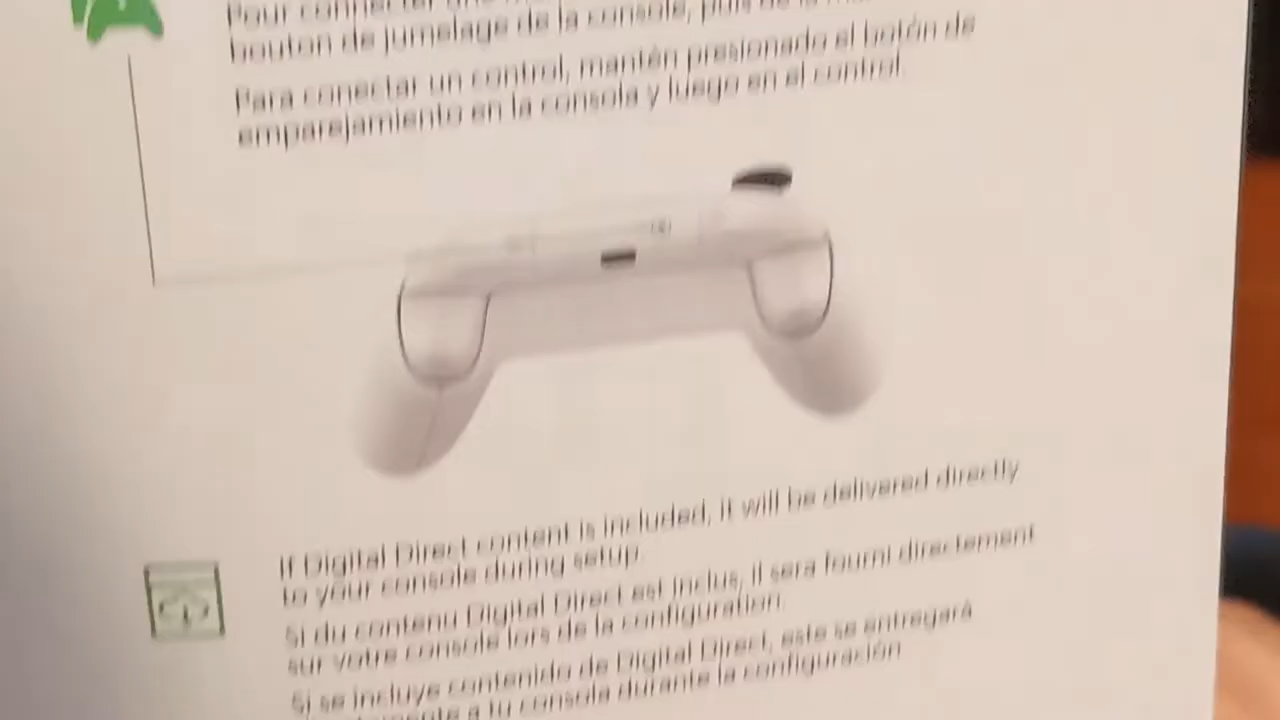 Pour connecter une
bouton de jumelage de la console, puis de la
Para conectar un control, mantén presionado el botón de
emparejamiento en la consola y luego en el control.
If Digital Direct content is included, it will be delivered directly
to your console during setup.
Si du contenu Digital Direct est inclus, il sera fourni directement
sur votre console lors de la configuration.
Si se incluye contenido de Digital Direct, este se entregará
a tu consola durante la configuración